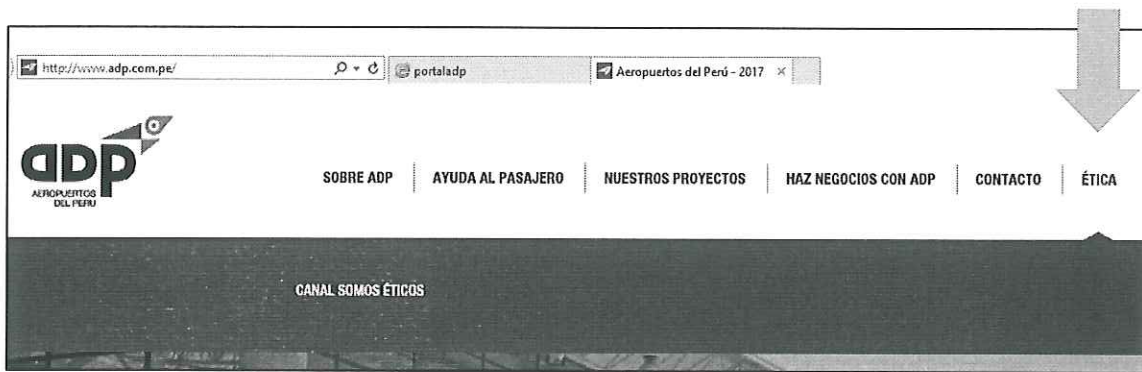 http://www.adp.com.pe/
portaladp
Aeropuertos del Perú - 2017
adp
AEROPUERTOS
DEL PERU
SOBRE ADP
AYUDA AL PASAJERO
NUESTROS PROYECTOS
HAZ NEGOCIOS CON ADP
CONTACTO
ÉTICA
CANAL SOMOS ÉTICOS